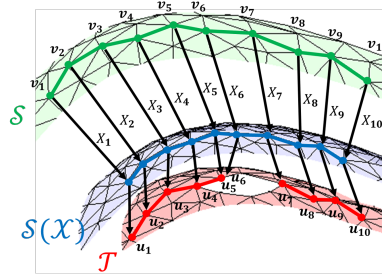 v₅ v₆ v₇
v₃ v₄ v₈
v₂ v₉
v₁ v₁
X₁ X₂ X₃ X₄ X₅ X₆ X₇ X₈ X₉ X₁₀
𝒮
𝒮(𝒳)
𝒯
u₁ u₂ u₃ u₄ u₅ u₆ u₇ u₈ u₉ u₁₀